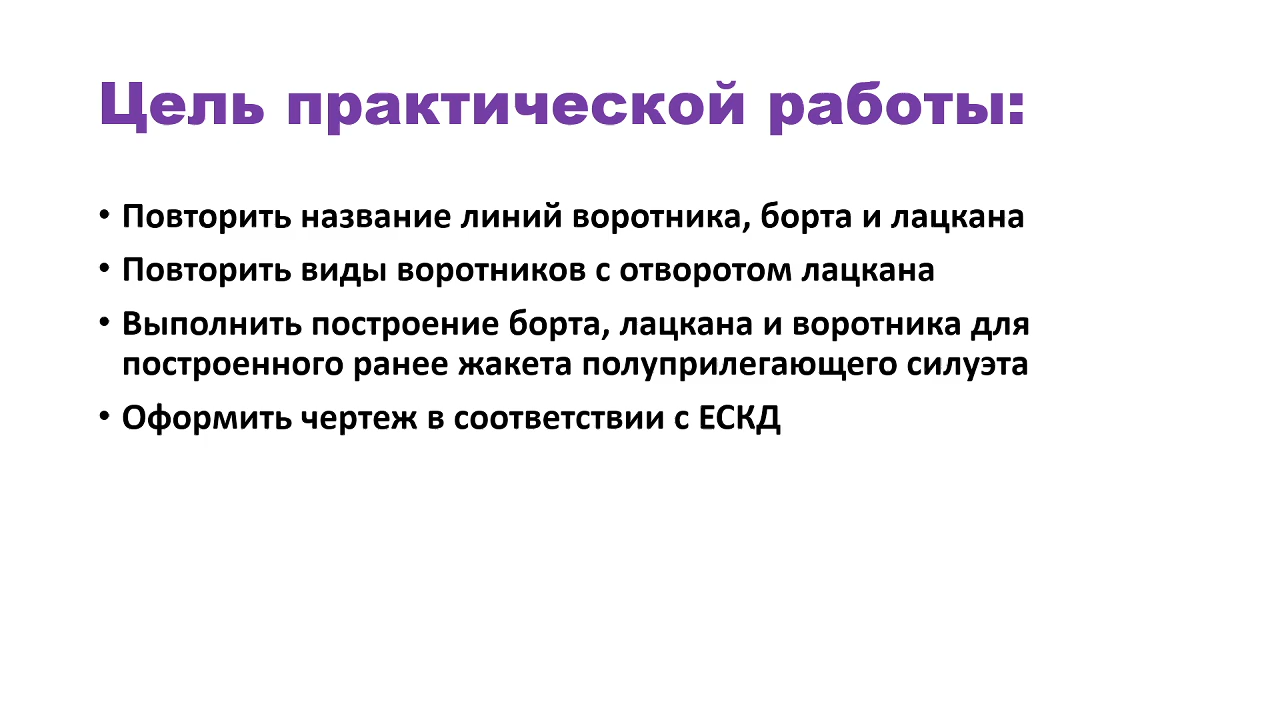 Цель практической работы:
• Повторить название линий воротника, борта и лацкана
• Повторить виды воротников с отворотом лацкана
• Выполнить построение борта, лацкана и воротника для
построенного ранее жакета полуприлегающего силуэта
• Оформить чертеж в соответствии с ЕСКД